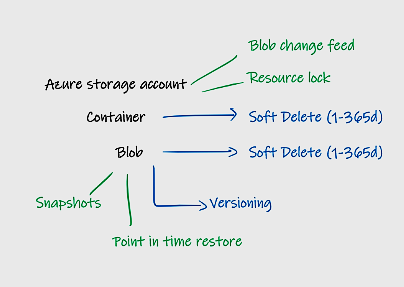 Blob change feed
Azure storage account
Resource lock
Container
Soft Delete (1-365d)
Blob
Soft Delete (1-365d)
Snapshots
Versioning
Point in time restore